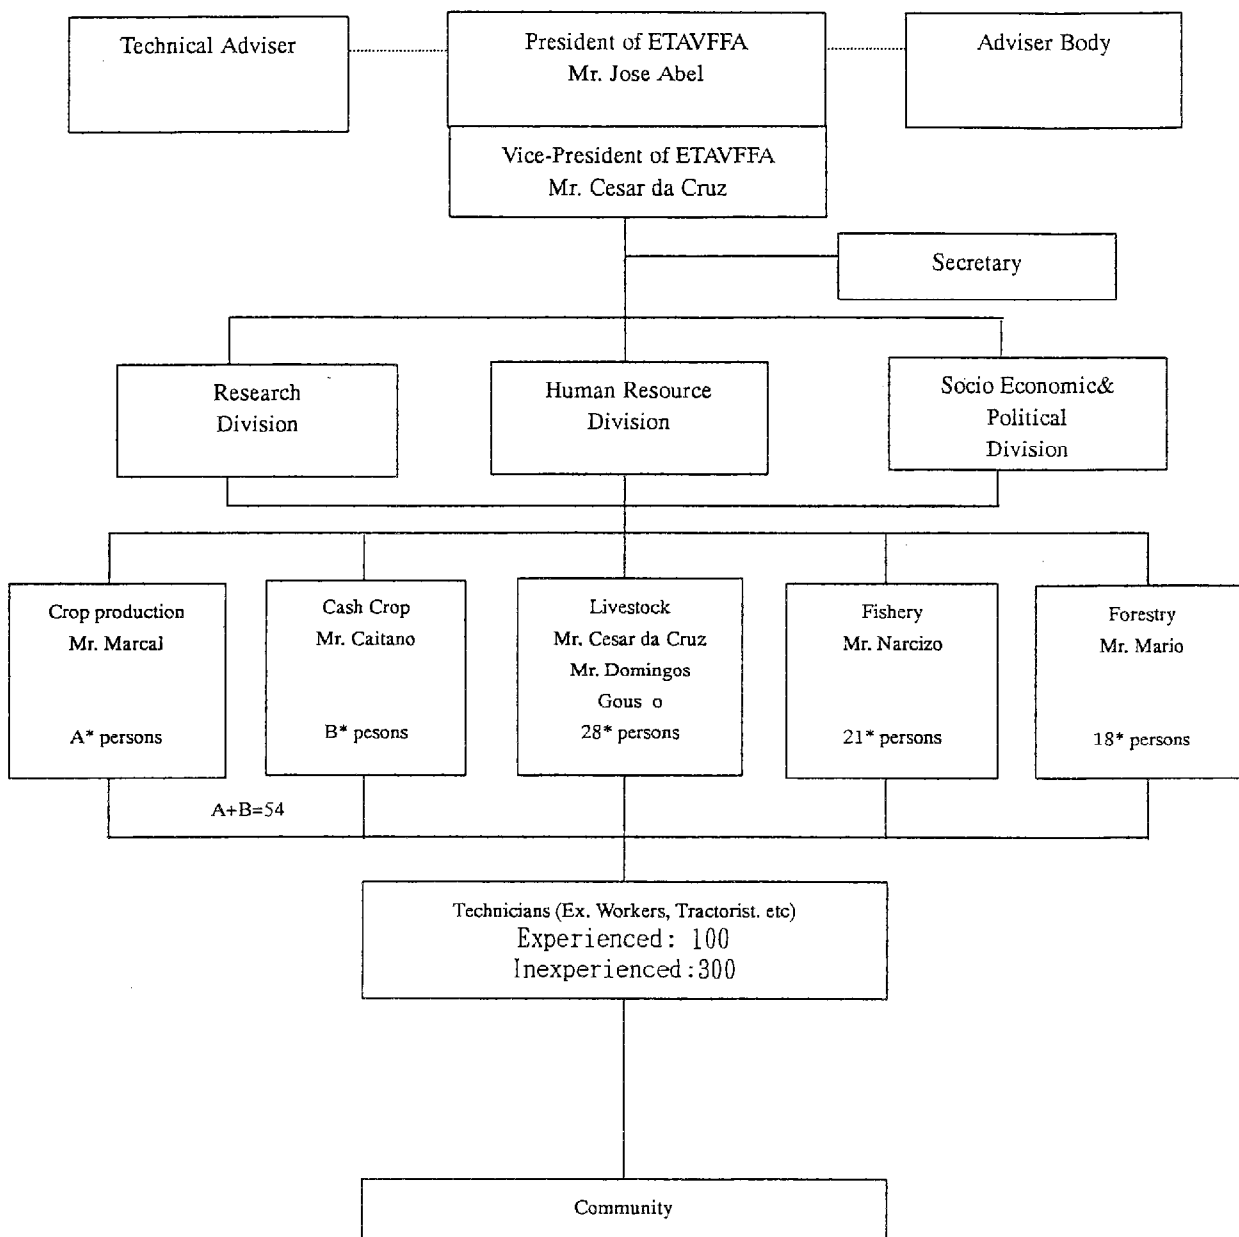 Technical Adviser
President of ETAVFFA
Mr. Jose Abel
Adviser Body
Vice-President of ETAVFFA
Mr. Cesar da Cruz
Secretary
Research
Division
Human Resource
Division
Socio Economic&
Political
Division
Crop production
Mr. Marcal
A* persons
Cash Crop
Mr. Caitano
B* pesons
Livestock
Mr. Cesar da Cruz
Mr. Domingos
Gous o
28* persons
Fishery
Mr. Narcizo
21* persons
Forestry
Mr. Mario
18* persons
A+B=54
Technicians (Ex. Workers, Tractorist. etc)
Experienced: 100
Inexperienced:300
Community